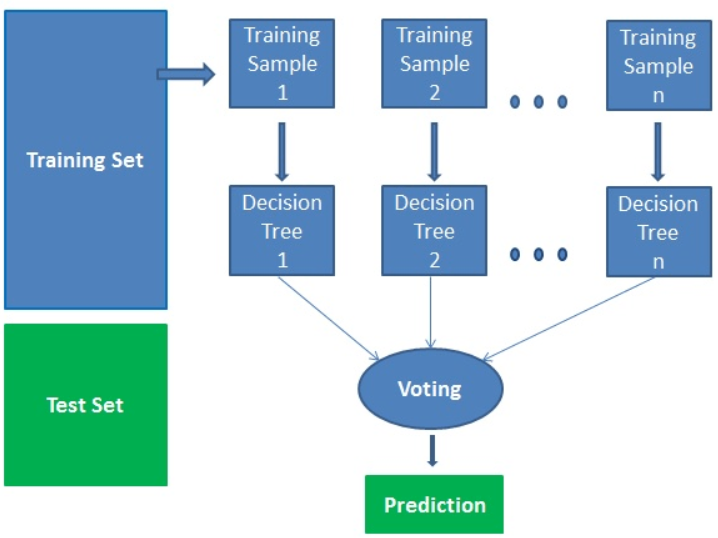 Training Set
Training
Sample
1
Training
Sample
2
Training
Sample
n
Decision
Tree
1
Decision
Tree
2
Decision
Tree
n
Test Set
Voting
Prediction